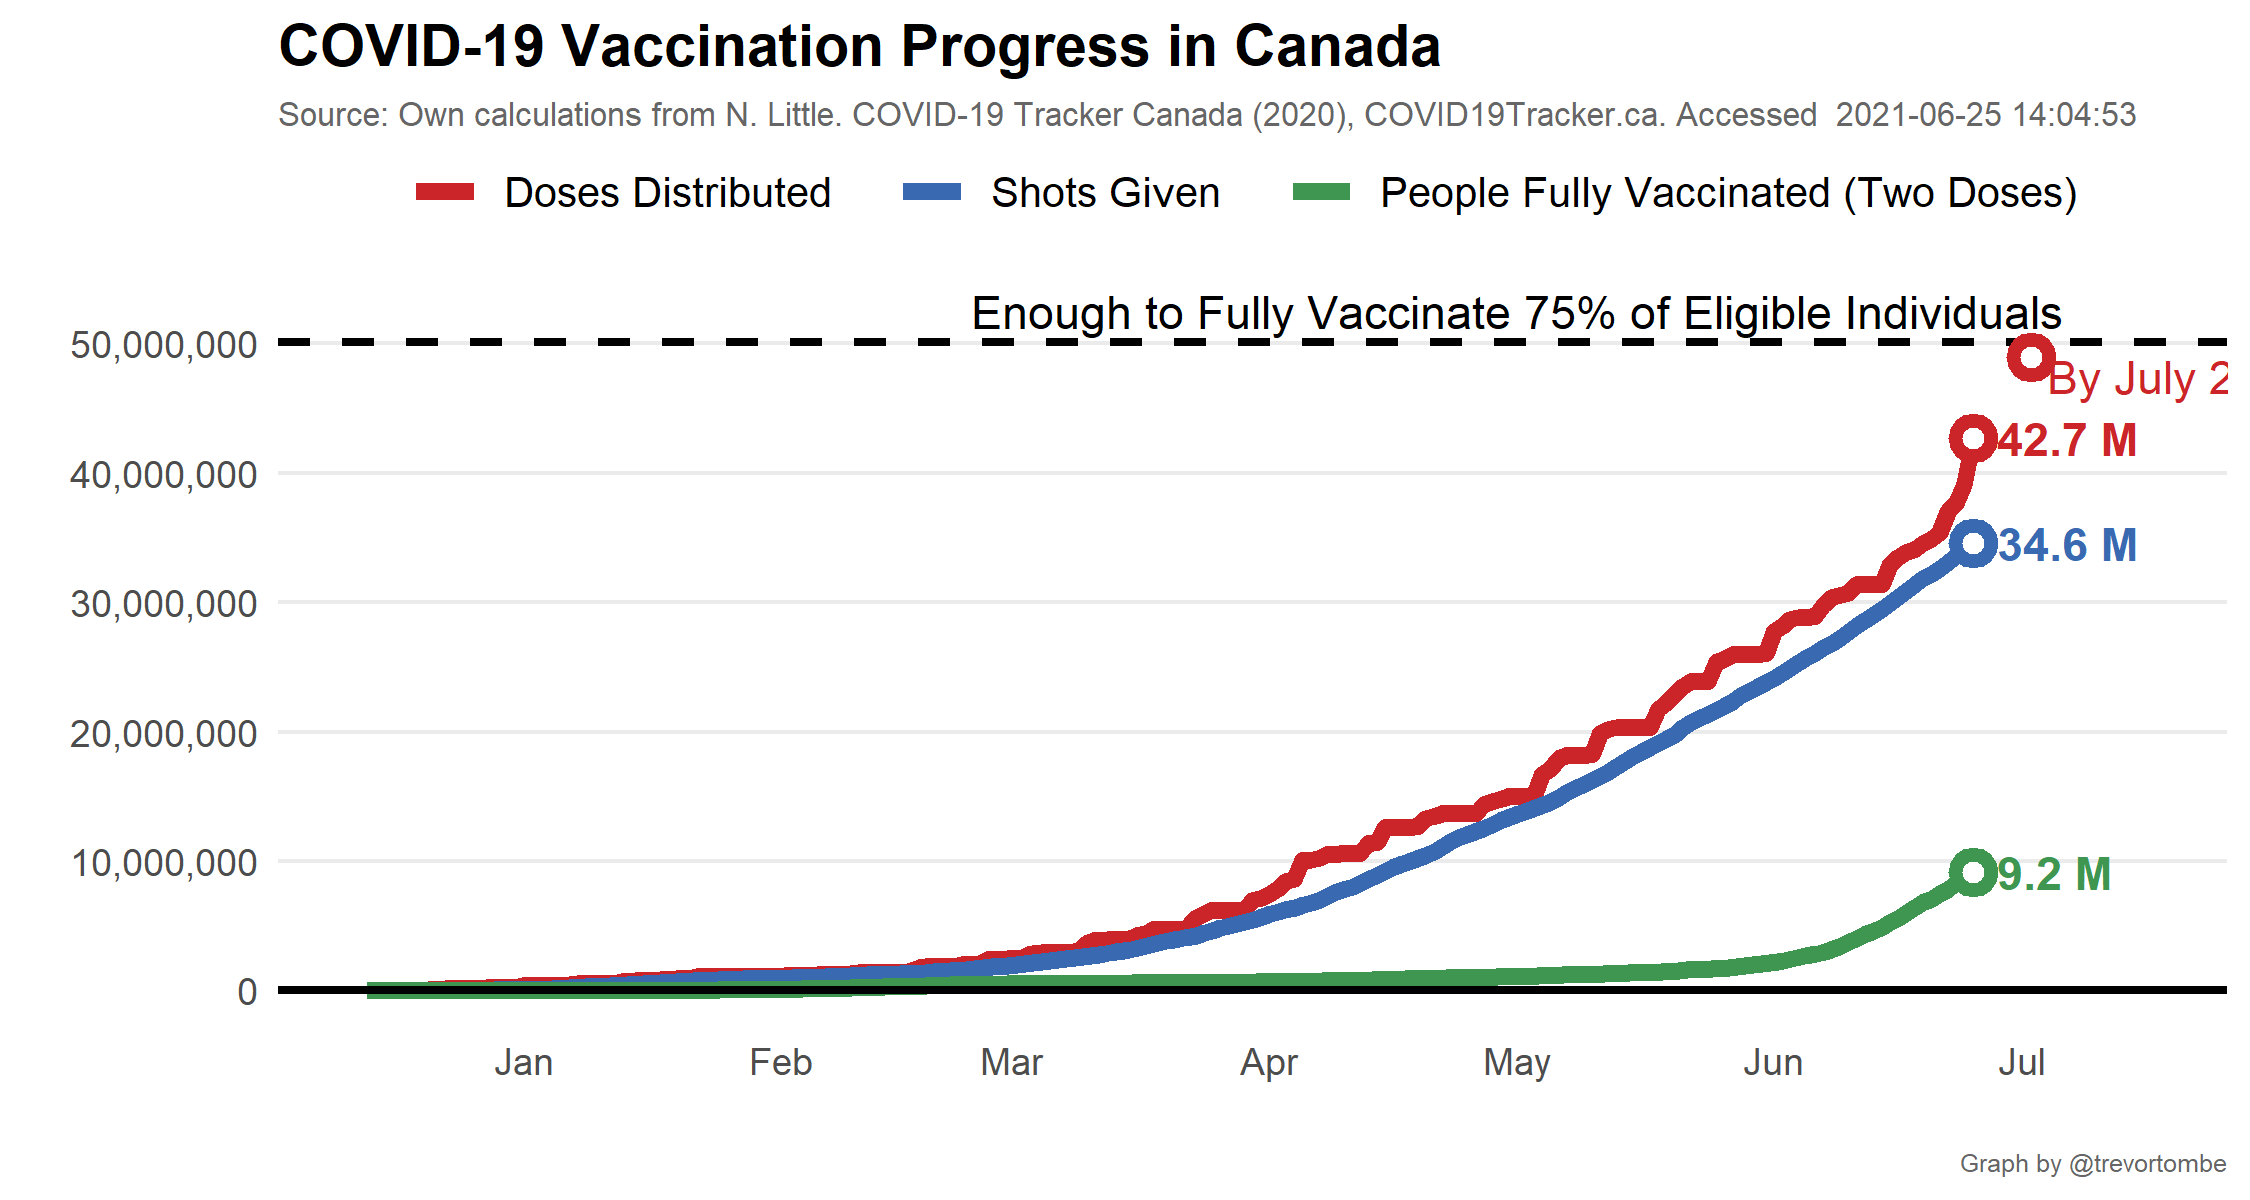 COVID-19 Vaccination Progress in Canada
Source: Own calculations from N. Little. COVID-19 Tracker Canada (2020), COVID19Tracker.ca. Accessed  2021-06-25 14:04:53
Doses Distributed Shots Given People Fully Vaccinated (Two Doses)
Enough to Fully Vaccinate 75% of Eligible Individuals
50,000,000
By July 2
42.7 M
40,000,000
34.6 M
30,000,000
20,000,000
10,000,000
9.2 M
0
Jan Feb Mar Apr May Jun Jul
Graph by @trevortombe